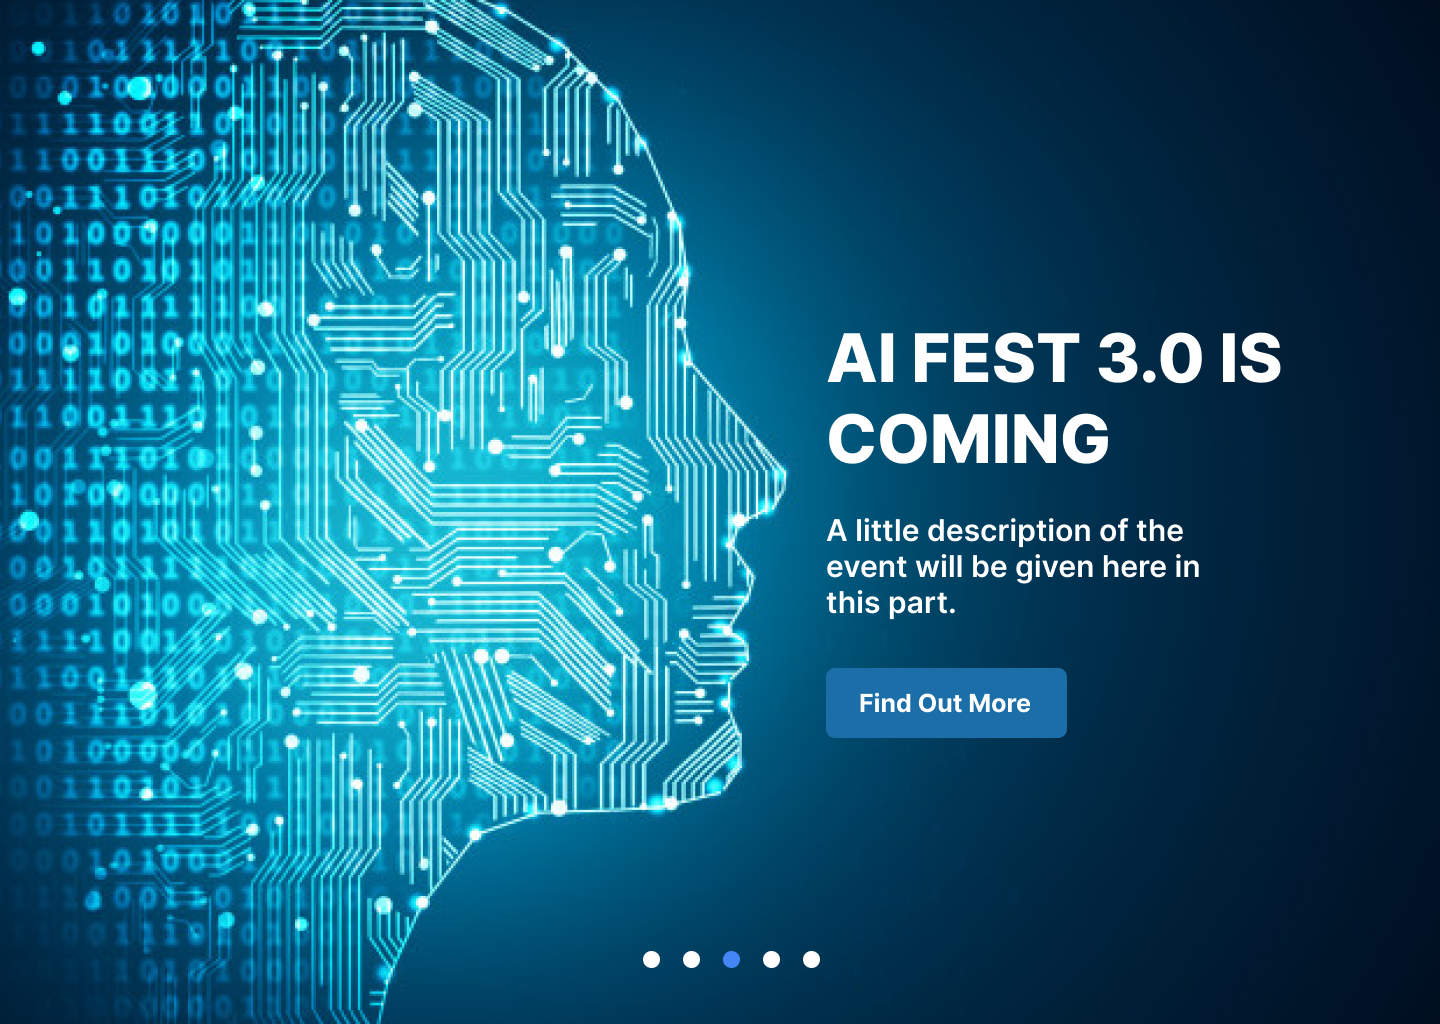 AI FEST 3.0 IS
COMING
A little description of the
event will be given here in
this part.
Find Out More